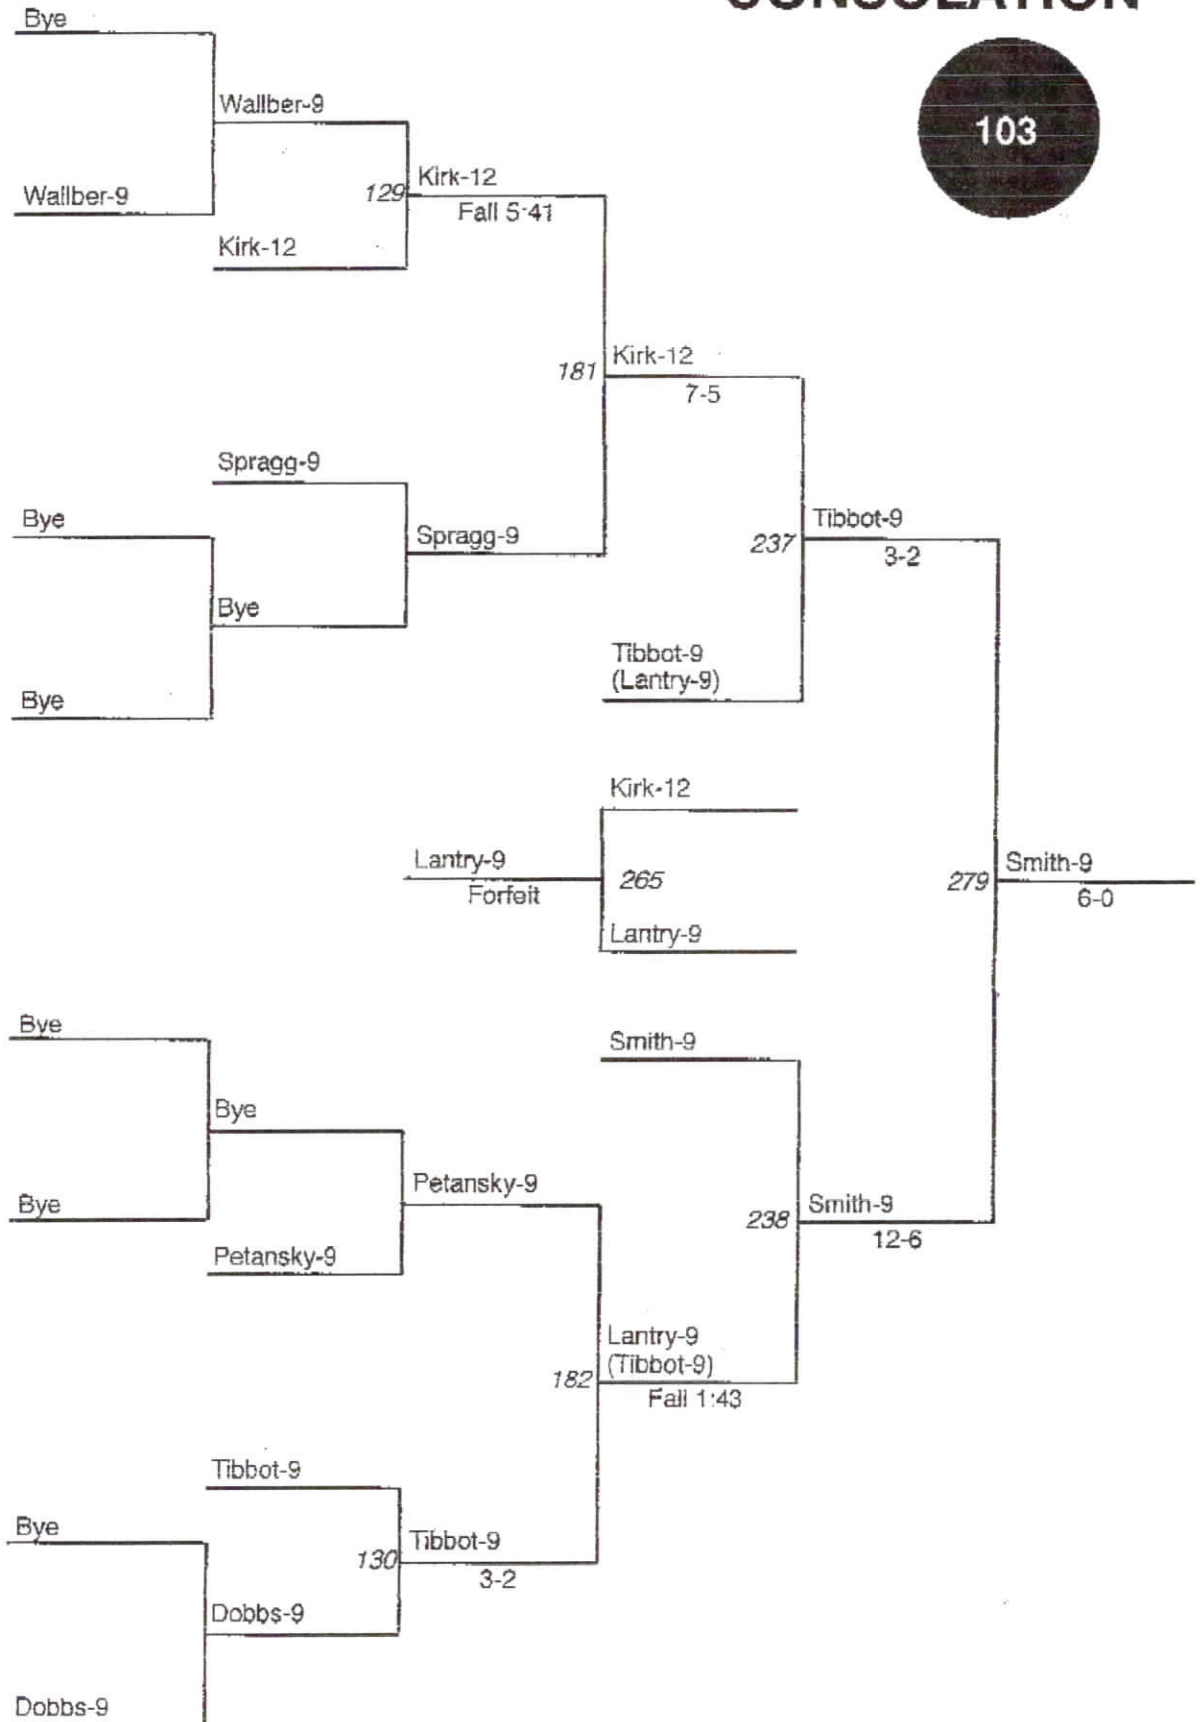 CONSOLATION
103
Bye
Wallber-9
Wallber-9
129
Kirk-12
Fall 5:41
Kirk-12
181
Kirk-12
7-5
Spragg-9
Bye
Spragg-9
Bye
Bye
237
Tibbot-9
3-2
Tibbot-9
(Lantry-9)
Kirk-12
Lantry-9
Forfeit
265
Lantry-9
279
Smith-9
6-0
Bye
Smith-9
Bye
Bye
Petansky-9
Petansky-9
238
Smith-9
12-6
Lantry-9
(Tibbot-9)
182
Fall 1:43
Tibbot-9
Bye
130
Tibbot-9
3-2
Dobbs-9
Dobbs-9